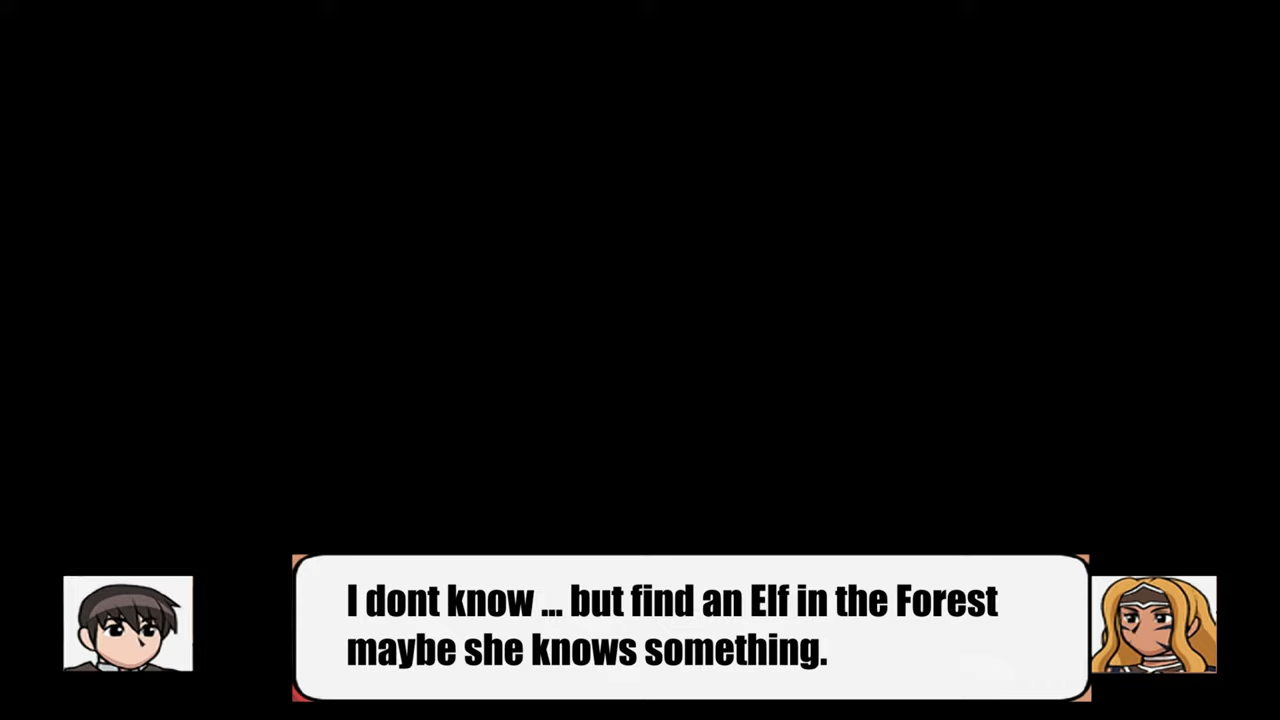 I dont know ... but find an Elf in the Forest
maybe she knows something.